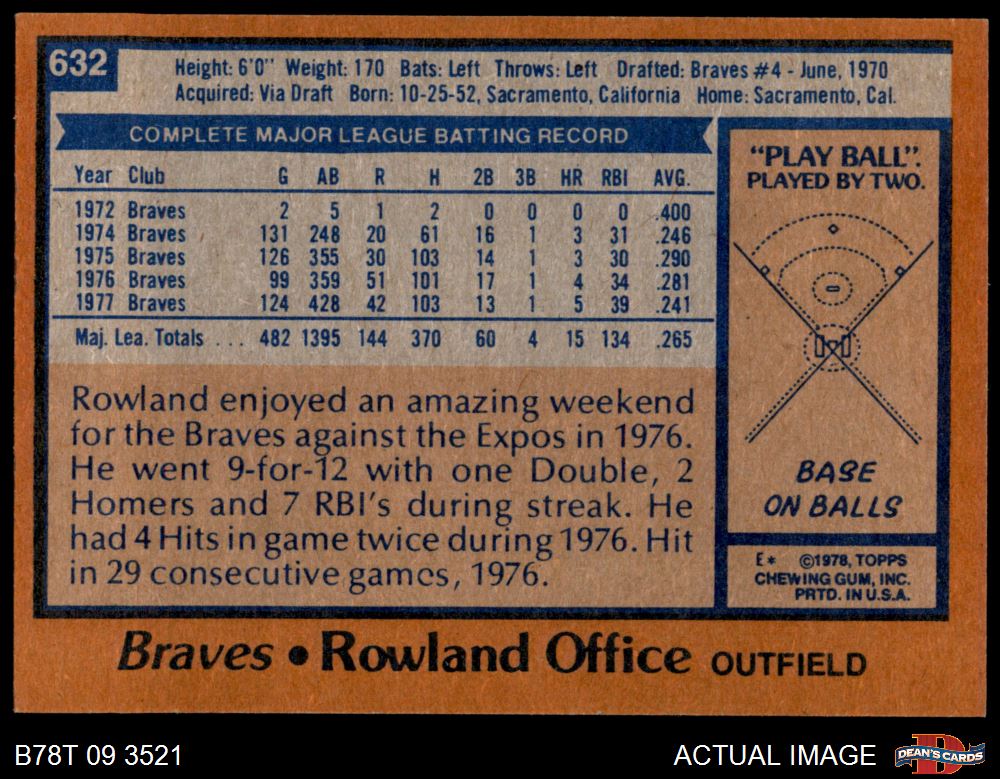 632
Height: 6'0" Weight: 170 Bats: Left Throws: Left Drafted: Braves #4 - June, 1970
Acquired: Via Draft Born: 10-25-52, Sacramento, California Home: Sacramento, Cal.
COMPLETE MAJOR LEAGUE BATTING RECORD
Year Club G AB R H 2B 3B HR RBI AVG.
1972 Braves 2 5 1 2 0 0 0 0 .400
1974 Braves 131 248 20 61 16 1 3 31 .246
1975 Braves 126 355 30 103 14 1 3 30 .290
1976 Braves 99 359 51 101 17 1 4 34 .281
1977 Braves 124 428 42 103 13 1 5 39 .241
Maj. Lea. Totals ... 482 1395 144 370 60 4 15 134 .265
Rowland enjoyed an amazing weekend
for the Braves against the Expos in 1976.
He went 9-for-12 with one Double, 2
Homers and 7 RBI's during streak. He
had 4 Hits in game twice during 1976. Hit
in 29 consecutive games, 1976.
"PLAY BALL".
PLAYED BY TWO.
BASE
ON BALLS
E* ©1978, TOPPS
CHEWING GUM, INC.
PRTD. IN U.S.A.
Braves • Rowland Office OUTFIELD
B78T 09 3521
ACTUAL IMAGE
DEAN'S CARDS